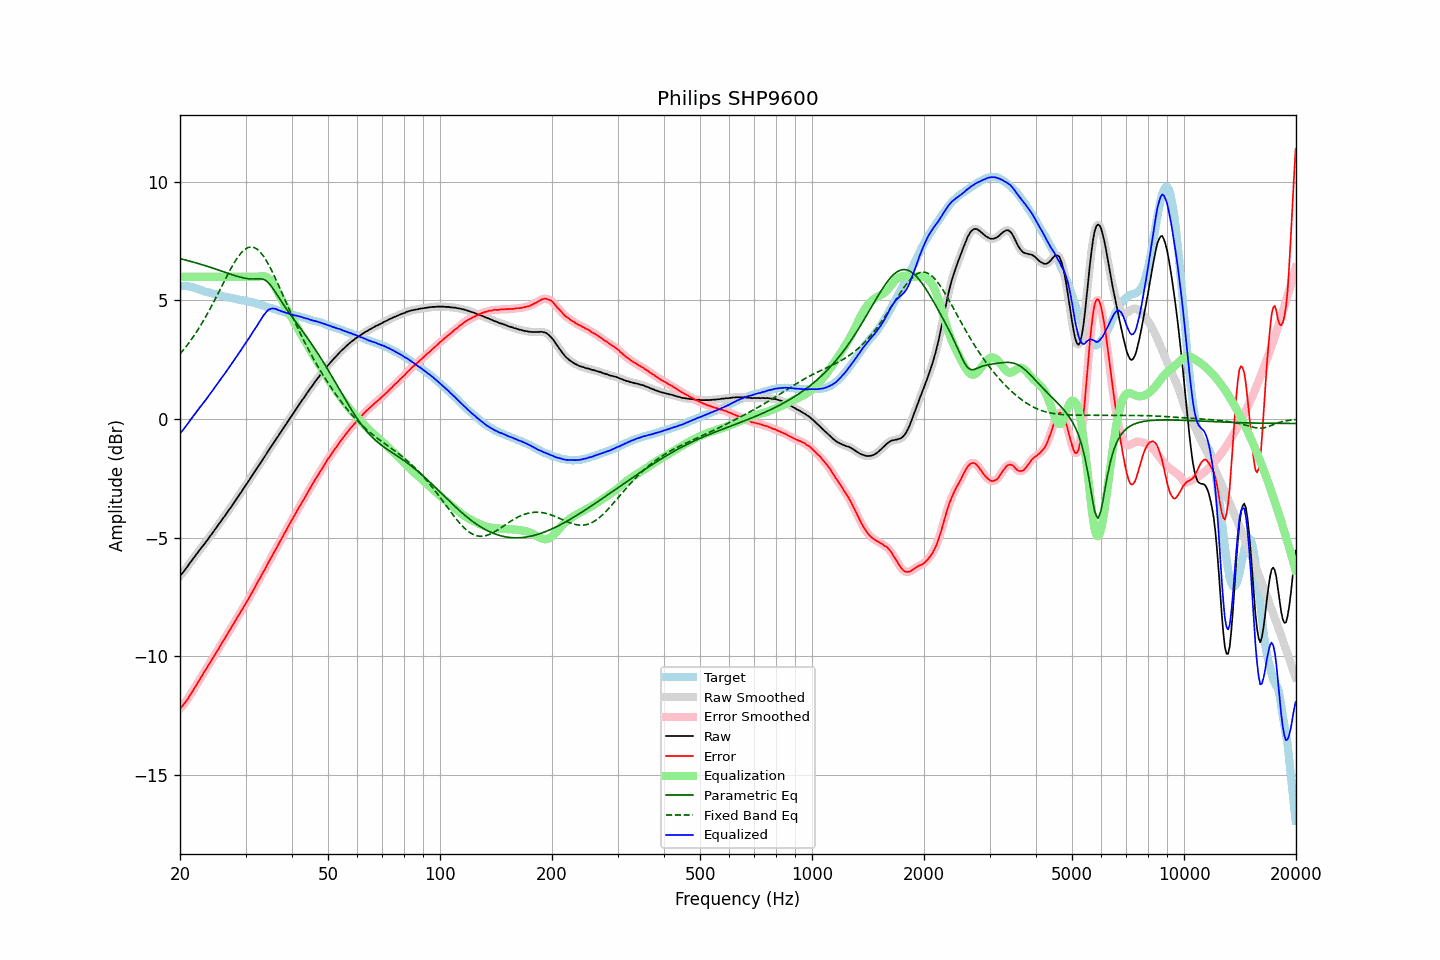 Philips SHP9600
Amplitude (dBr)
10
5
0
−5
−10
−15
Target
Raw Smoothed
Error Smoothed
Raw
Error
Equalization
Parametric Eq
Fixed Band Eq
Equalized
20 50 100 200 500 1000 2000 5000 10000 20000
Frequency (Hz)